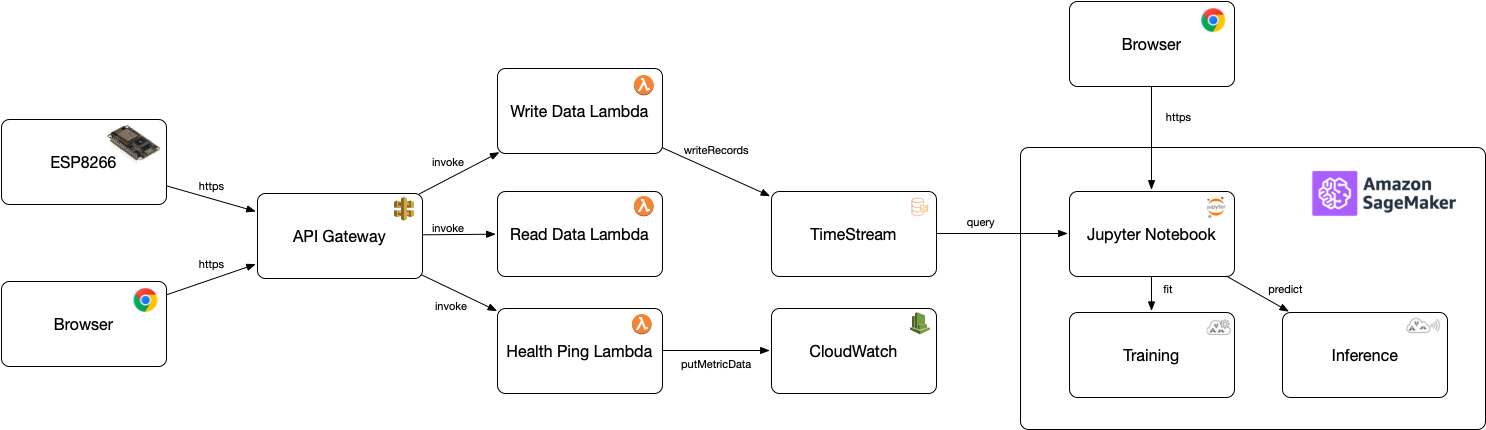 Browser
https
Write Data Lambda
ESP8266
invoke
writeRecords
https
Amazon
SageMaker
API Gateway
invoke
Read Data Lambda
TimeStream
query
Jupyter Notebook
jupyter
https
Browser
invoke
fit
predict
Health Ping Lambda
putMetricData
CloudWatch
Training
Inference